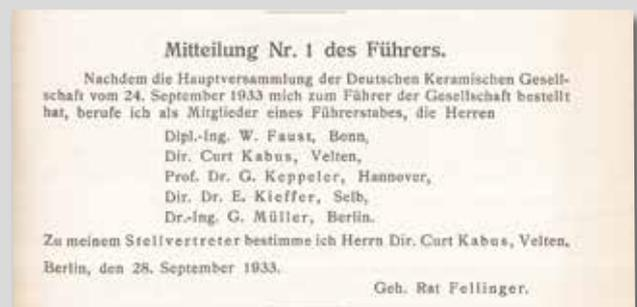 Mitteilung Nr. 1 des Führers.
Nachdem die Hauptversammlung der Deutschen Keramischen Gesell-
schaft vom 24. September 1933 mich zum Führer der Gesellschaft bestellt
hat, berufe ich als Mitglieder eines Führerstabes, die Herren
Dipl.-Ing. W. Faust, Bonn,
Dir. Curt Kabus, Velten,
Prof. Dr. G. Keppeler, Hannover,
Dir. Dr. E. Kieffer, Selb,
Dr.-Ing. G. Müller, Berlin.
Zu meinem Stellvertreter bestimme ich Herrn Dir. Curt Kabus, Velten.
Berlin, den 28. September 1933.
Geh. Rat Fellinger.